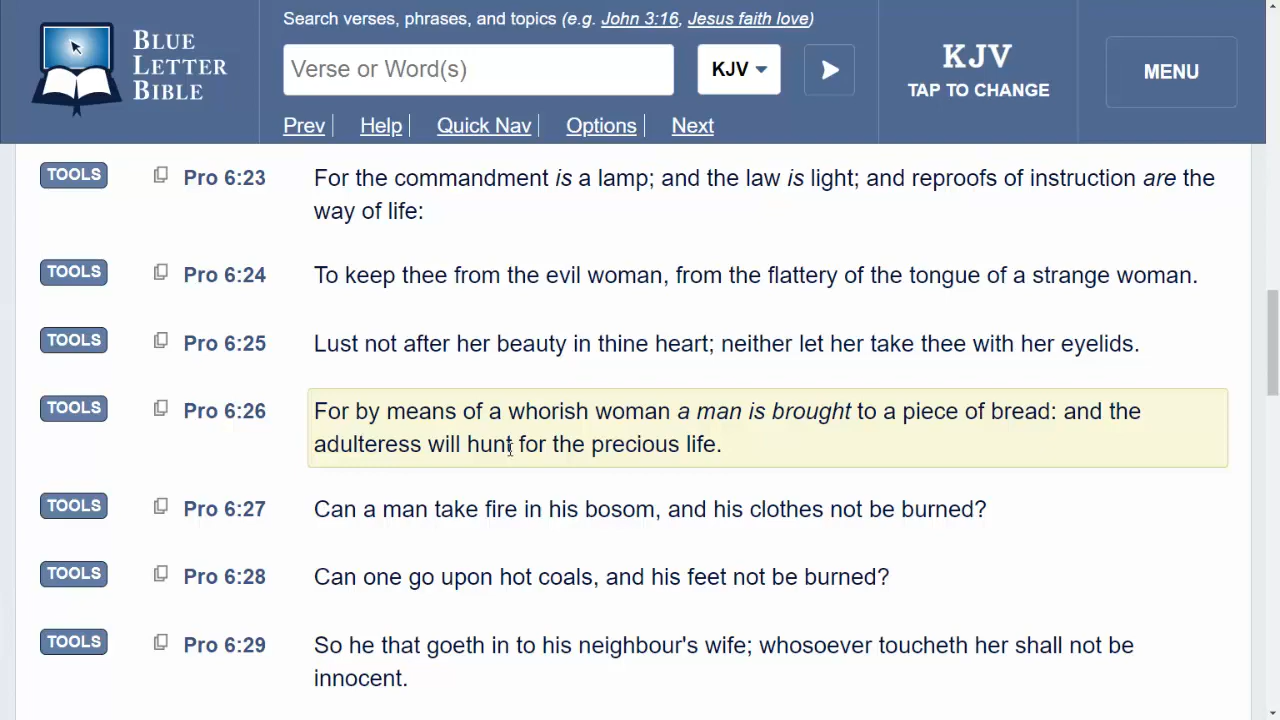 BLUE
LETTER
BIBLE
Search verses, phrases, and topics (e.g. John 3:16, Jesus faith love)
Verse or Word(s)
KJV
KJV
TAP TO CHANGE
MENU
Prev
Help
Quick Nav
Options
Next
TOOLS Pro 6:23 For the commandment is a lamp; and the law is light; and reproofs of instruction are the
way of life:
TOOLS Pro 6:24 To keep thee from the evil woman, from the flattery of the tongue of a strange woman.
TOOLS Pro 6:25 Lust not after her beauty in thine heart; neither let her take thee with her eyelids.
TOOLS Pro 6:26 For by means of a whorish woman a man is brought to a piece of bread: and the
adulteress will hunt for the precious life.
TOOLS Pro 6:27 Can a man take fire in his bosom, and his clothes not be burned?
TOOLS Pro 6:28 Can one go upon hot coals, and his feet not be burned?
TOOLS Pro 6:29 So he that goeth in to his neighbour's wife; whosoever toucheth her shall not be
innocent.